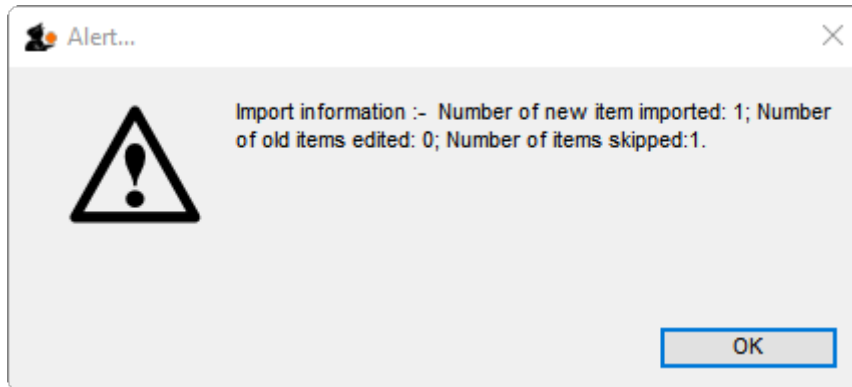 Alert...
Import information :-  Number of new item imported: 1; Number
of old items edited: 0; Number of items skipped:1.
OK